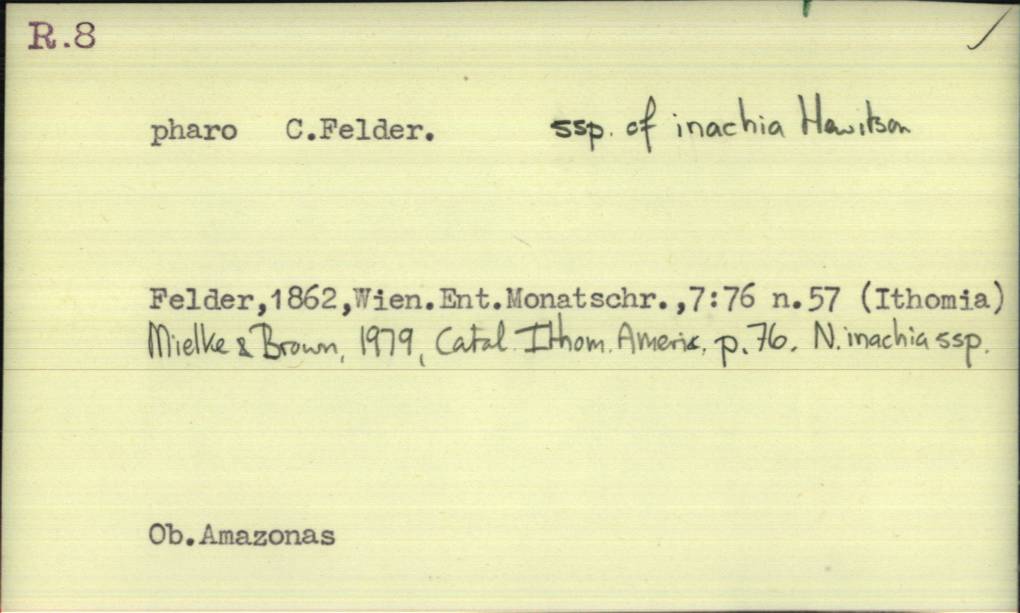 R.8
pharo C.Felder. ssp. of inachia Hewitson
Felder,1862,Wien.Ent.Monatschr.,7:76 n.57 (Ithomia)
Mielke & Brown, 1979, Catal. Ithom. Americ. p.76. N. inachia ssp.
Ob.Amazonas